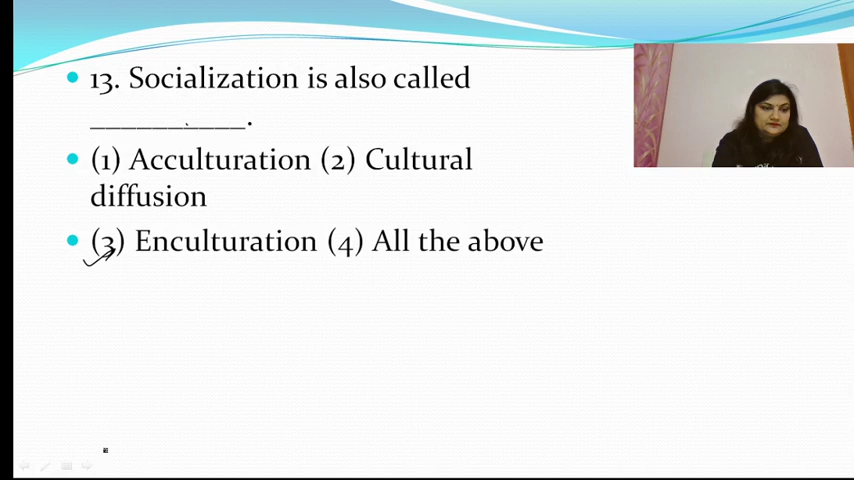 13. Socialization is also called
__________.
(1) Acculturation (2) Cultural
diffusion
(3) Enculturation (4) All the above